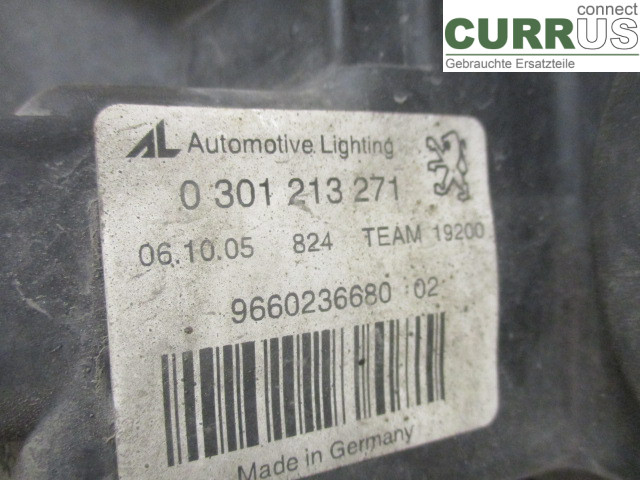 connect
CURRUS
Gebrauchte Ersatzteile
AL Automotive Lighting
0 301 213 271
06.10.05 824 TEAM 19200
9660236680 02
Made in Germany